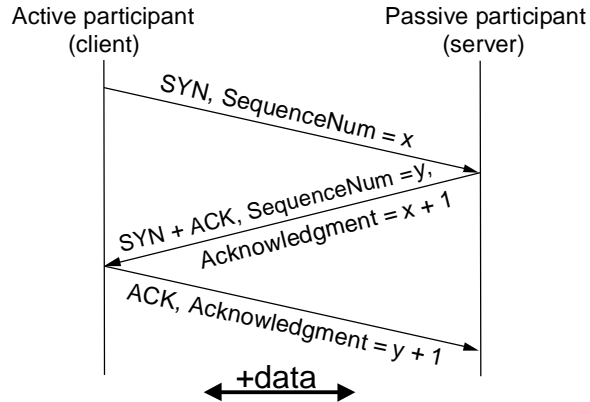 Active participant
(client)
Passive participant
(server)
SYN, SequenceNum = x
SYN + ACK, SequenceNum =y,
Acknowledgment = x + 1
ACK, Acknowledgment = y + 1
+data